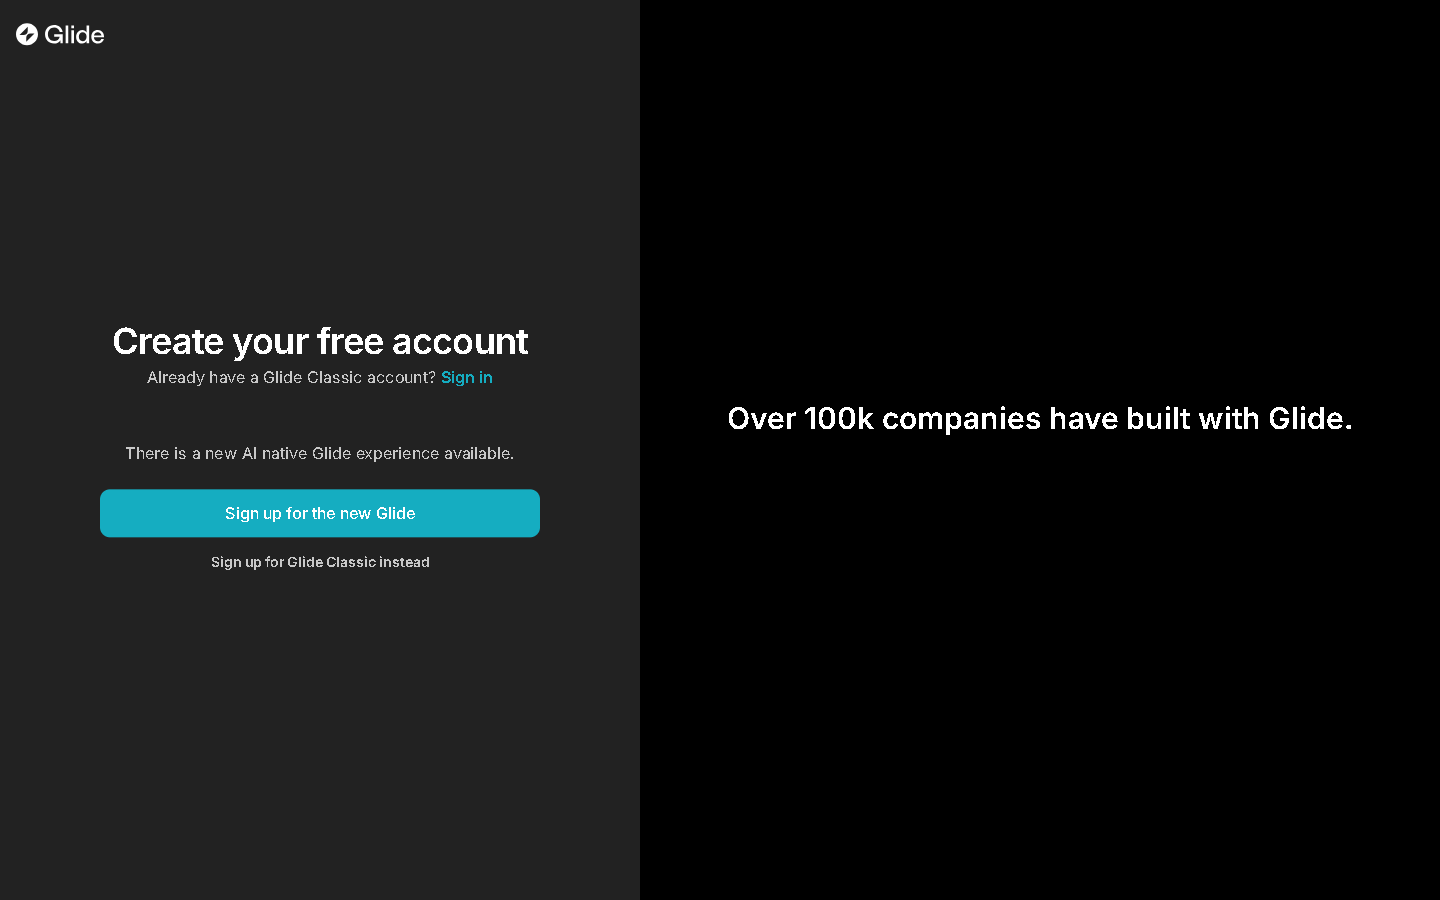 Glide
Create your free account
Already have a Glide Classic account? Sign in
There is a new AI native Glide experience available.
Sign up for the new Glide
Sign up for Glide Classic instead
Over 100k companies have built with Glide.